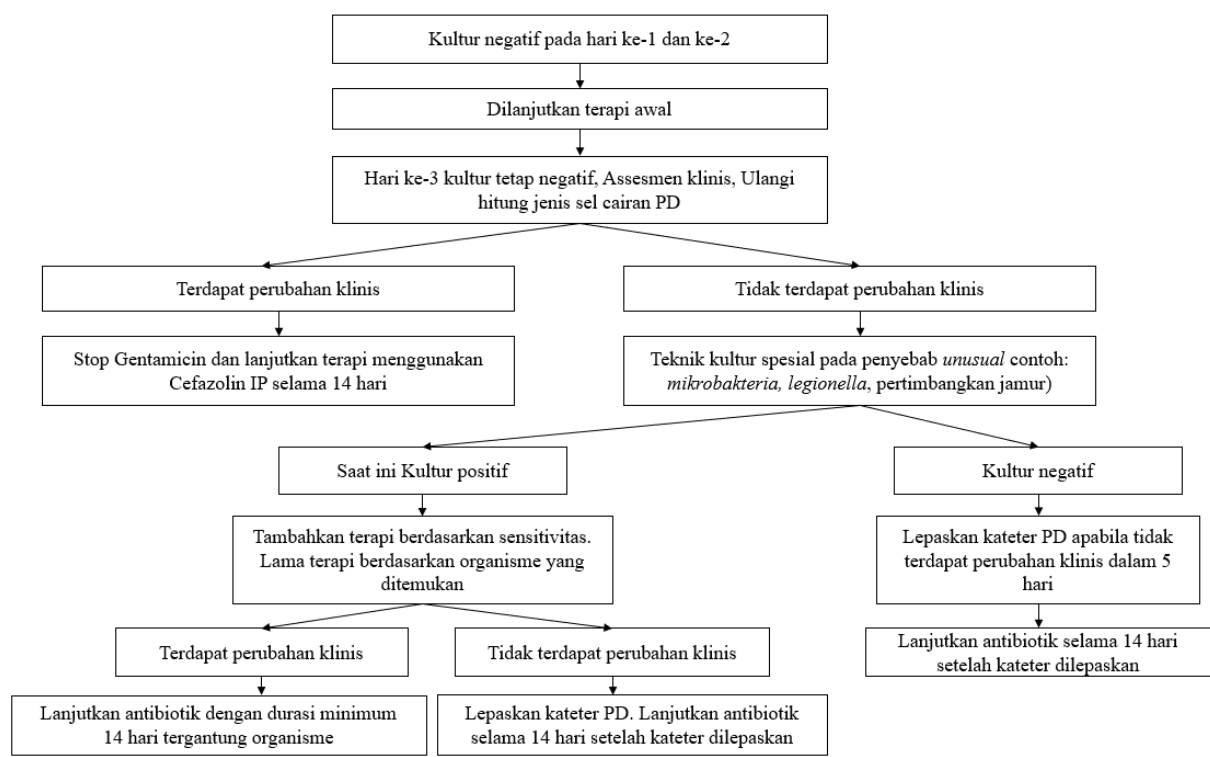 Kultur negatif pada hari ke-1 dan ke-2
Dilanjutkan terapi awal
Hari ke-3 kultur tetap negatif, Assesmen klinis, Ulangi
hitung jenis sel cairan PD
Terdapat perubahan klinis
Tidak terdapat perubahan klinis
Stop Gentamicin dan lanjutkan terapi menggunakan
Cefazolin IP selama 14 hari
Teknik kultur spesial pada penyebab unusual contoh:
mikrobakteria, legionella, pertimbangkan jamur)
Saat ini Kultur positif
Kultur negatif
Tambahkan terapi berdasarkan sensitivitas.
Lama terapi berdasarkan organisme yang
ditemukan
Lepaskan kateter PD apabila tidak
terdapat perubahan klinis dalam 5
hari
Terdapat perubahan klinis
Tidak terdapat perubahan klinis
Lanjutkan antibiotik selama 14 hari
setelah kateter dilepaskan
Lanjutkan antibiotik dengan durasi minimum
14 hari tergantung organisme
Lepaskan kateter PD. Lanjutkan antibiotik
selama 14 hari setelah kateter dilepaskan